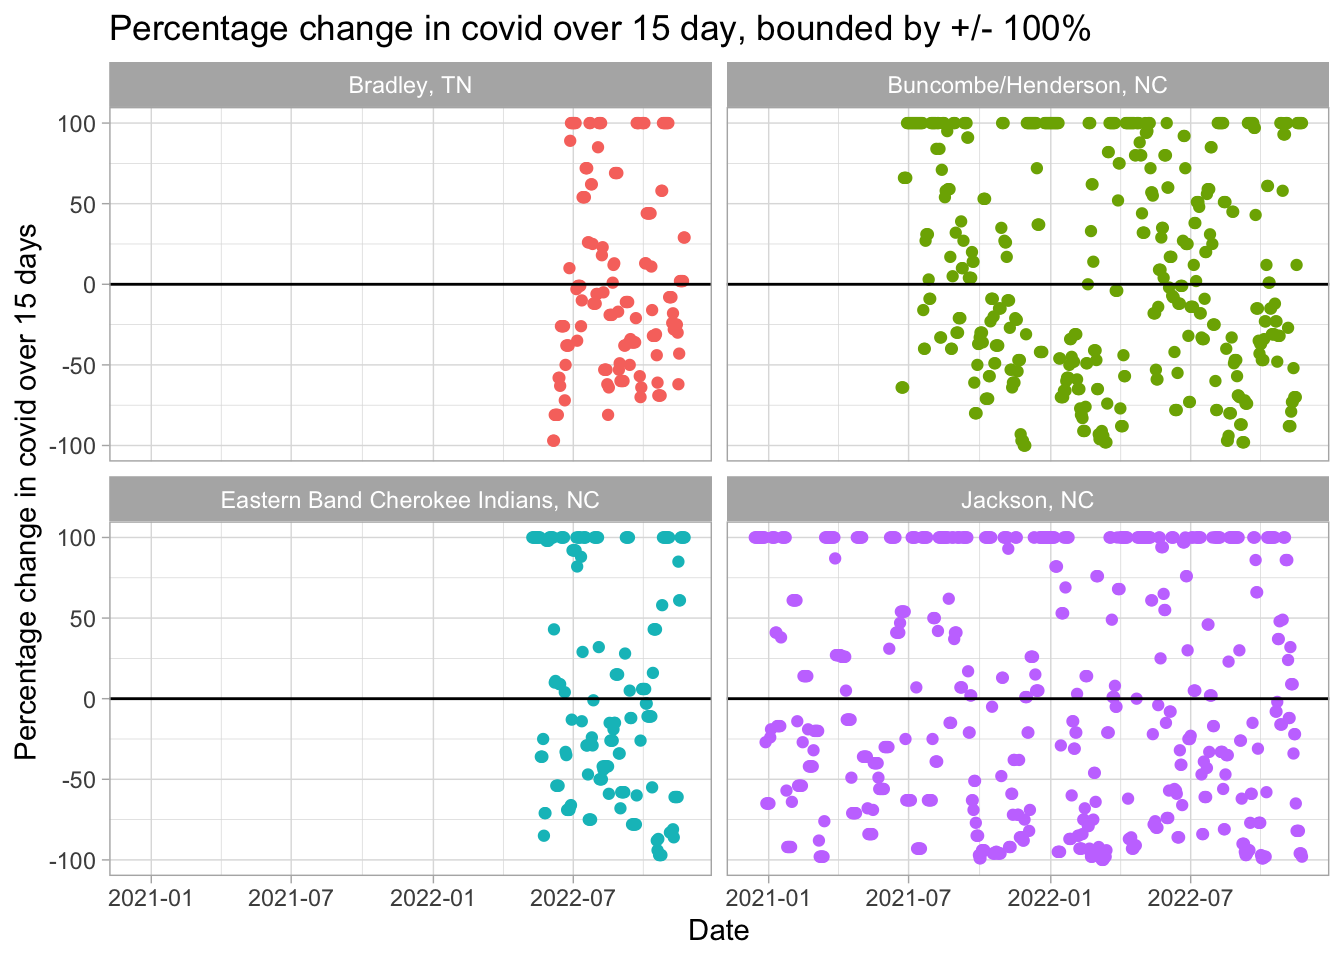 Percentage change in covid over 15 day, bounded by +/- 100%
Bradley, TN
Buncombe/Henderson, NC
100
50
0
-50
-100
Eastern Band Cherokee Indians, NC
Jackson, NC
100
50
0
-50
-100
Percentage change in covid over 15 days
2021-01
2021-07
2022-01
2022-07
2021-01
2021-07
2022-01
2022-07
Date